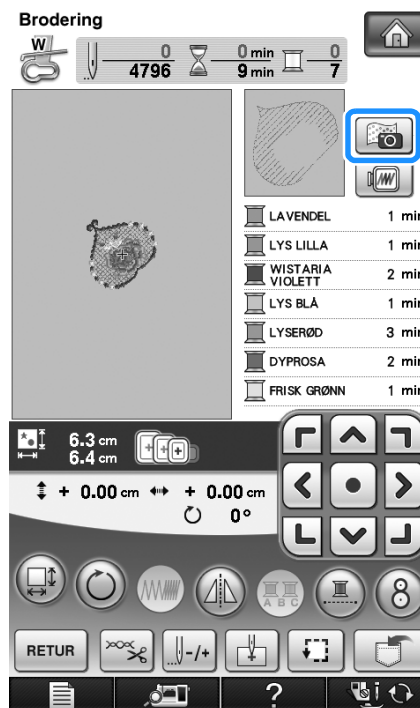 Brodering
W
0
4796
0 min
9 min
0
7
LAVENDEL 1 min
LYS LILLA 1 min
WISTARIA
VIOLETT 2 min
LYS BLÅ 1 min
LYSERØD 3 min
DYPROSA 2 min
FRISK GRØNN 1 min
6.3 cm
6.4 cm
+ 0.00 cm + 0.00 cm
0°
A B C
8
RETUR
-/+
?